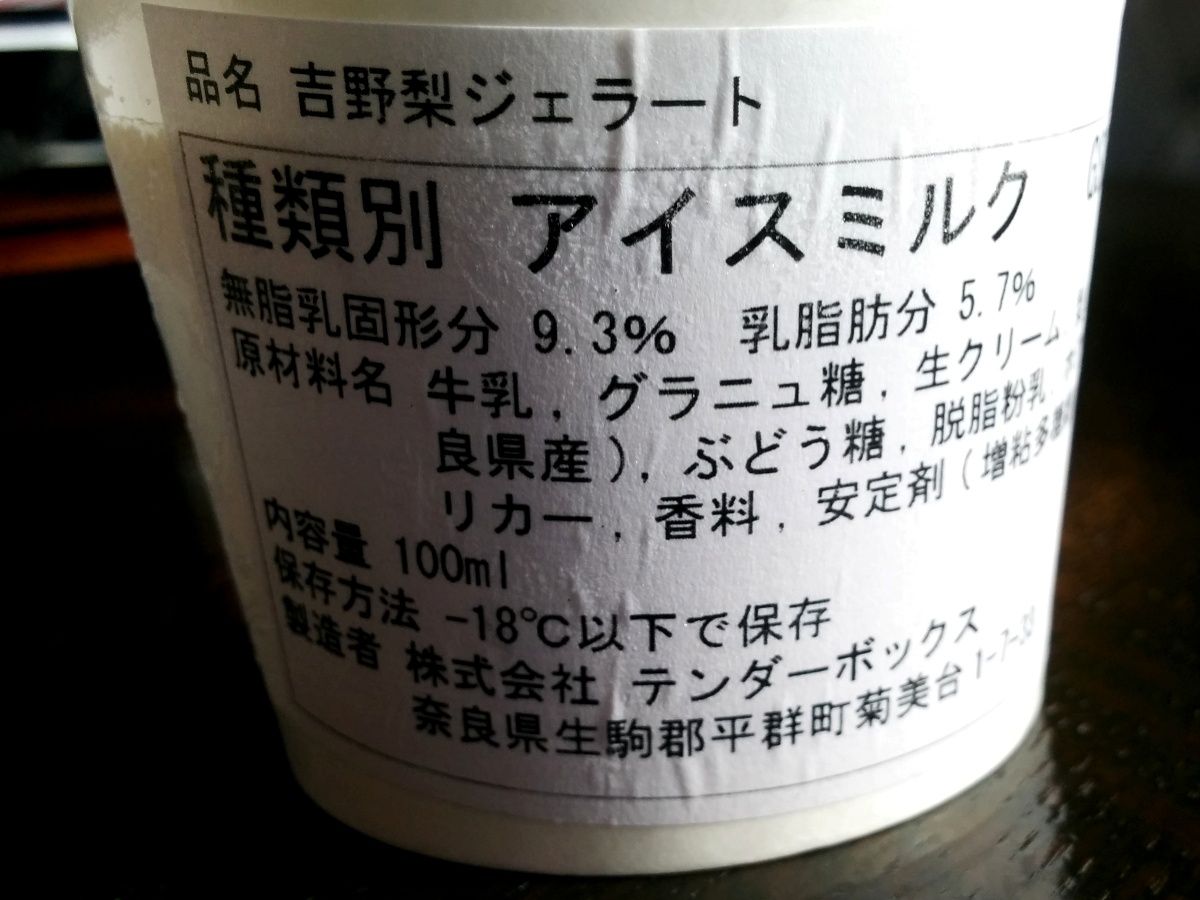 品名 吉野梨ジェラート
種類別 アイスミルク
無脂乳固形分 9.3% 乳脂肪分 5.7%
原材料名 牛乳, グラニュ糖, 生クリーム,
良県産), ぶどう糖, 脱脂粉乳,
リカー, 香料, 安定剤(増粘多糖
内容量 100ml
保存方法 -18℃以下で保存
製造者 株式会社 テンダーボックス
奈良県生駒郡平群町菊美台1-7-33